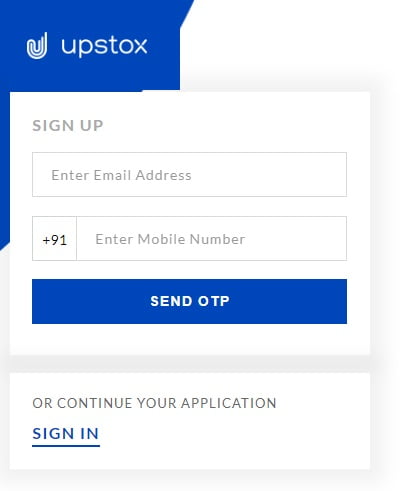 upstox
SIGN UP
Enter Email Address
+91 Enter Mobile Number
SEND OTP
OR CONTINUE YOUR APPLICATION
SIGN IN